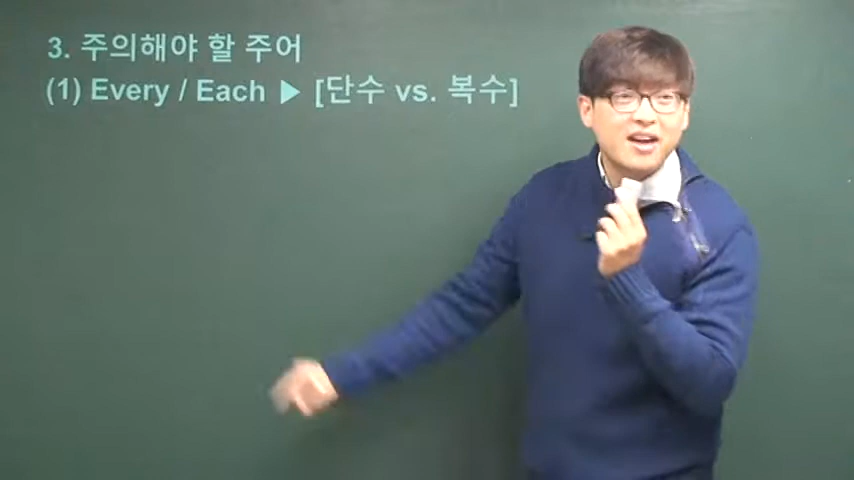 3. 주의해야 할 주어
(1) Every / Each ▶ [단수 vs. 복수]